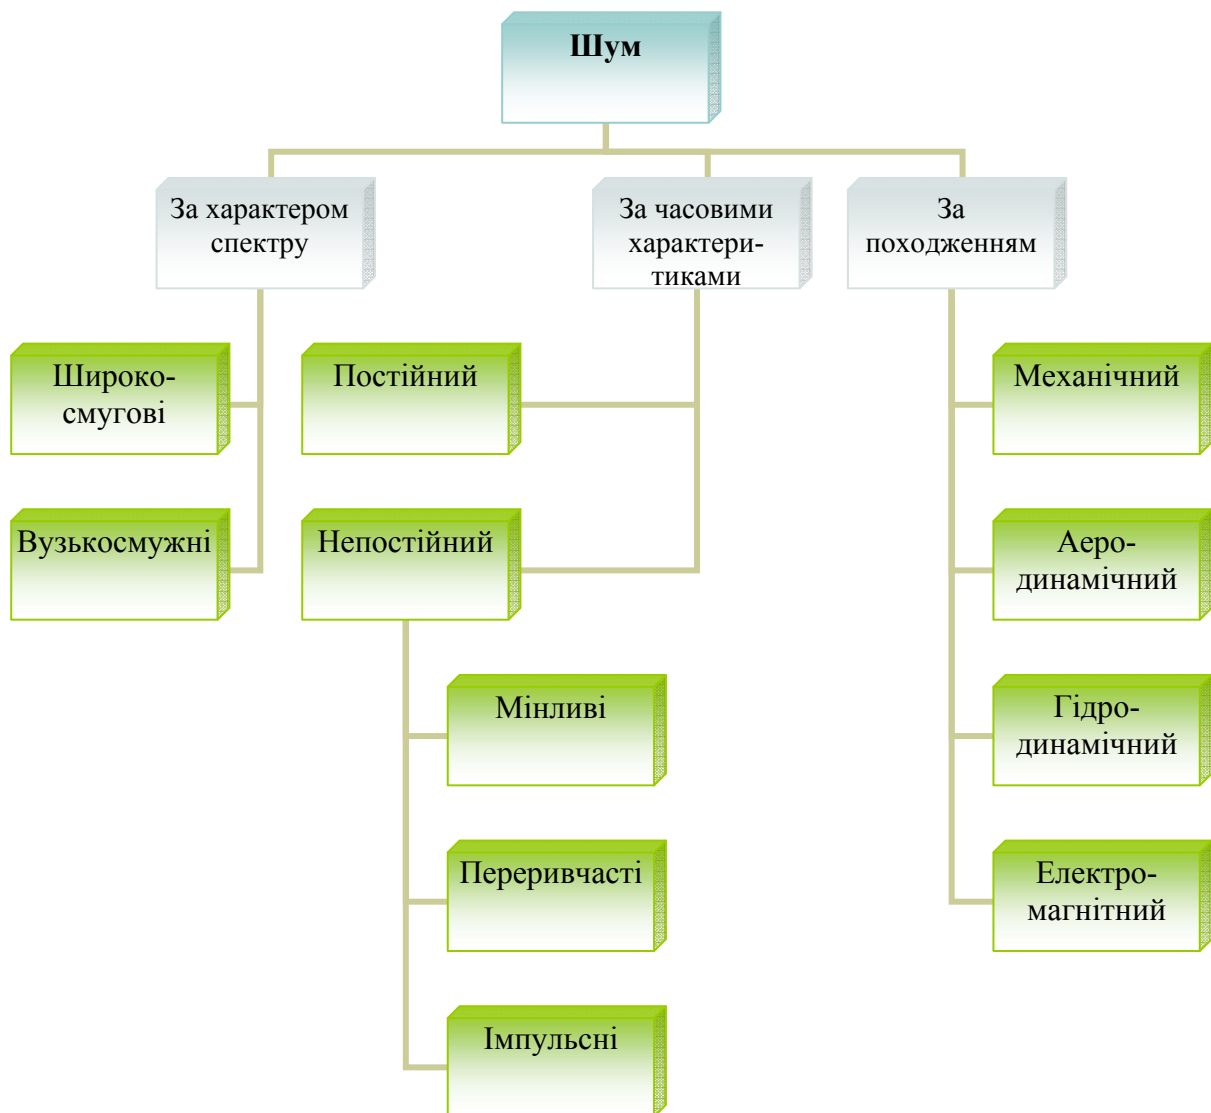 Шум
За характером
спектру
За часовими
характери-
тиками
За
походженням
Широко-
смугові
Вузькосмужні
Постійний
Непостійний
Мінливі
Переривчасті
Імпульсні
Механічний
Аеро-
динамічний
Гідро-
динамічний
Електро-
магнітний